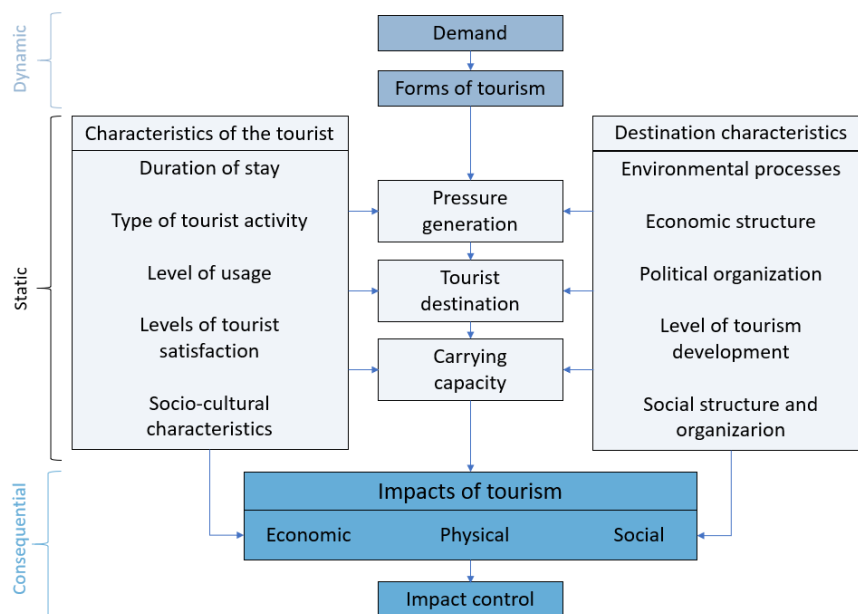 Dynamic
Demand
Forms of tourism
Static
Characteristics of the tourist
Duration of stay
Type of tourist activity
Level of usage
Levels of tourist
satisfaction
Socio-cultural
characteristics
Pressure
generation
Tourist
destination
Carrying
capacity
Destination characteristics
Environmental processes
Economic structure
Political organization
Level of tourism
development
Social structure and
organizarion
Consequential
Impacts of tourism
Economic Physical Social
Impact control